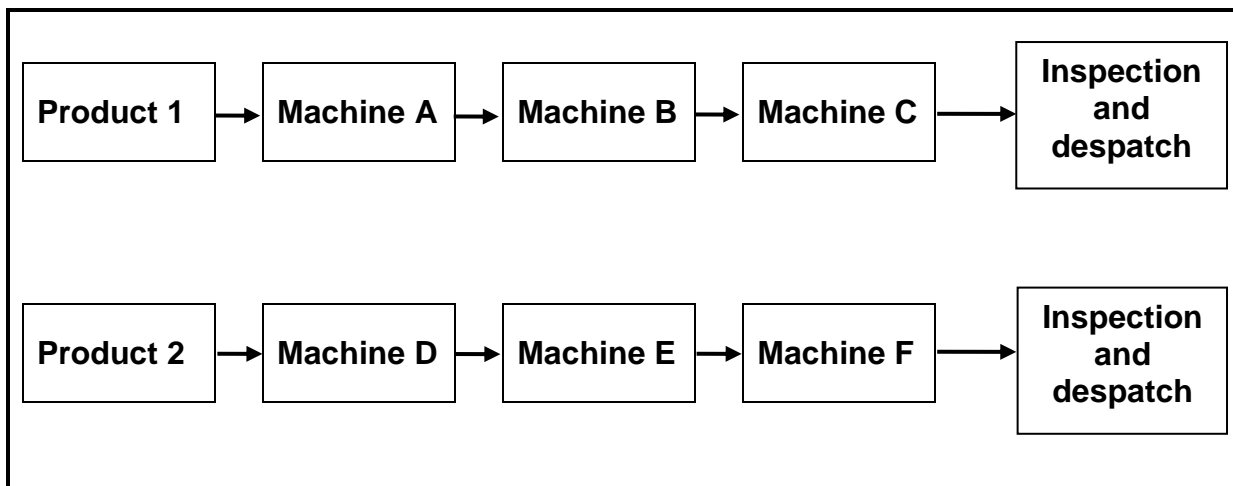 Product 1
Machine A
Machine B
Machine C
Inspection
and
despatch
Product 2
Machine D
Machine E
Machine F
Inspection
and
despatch